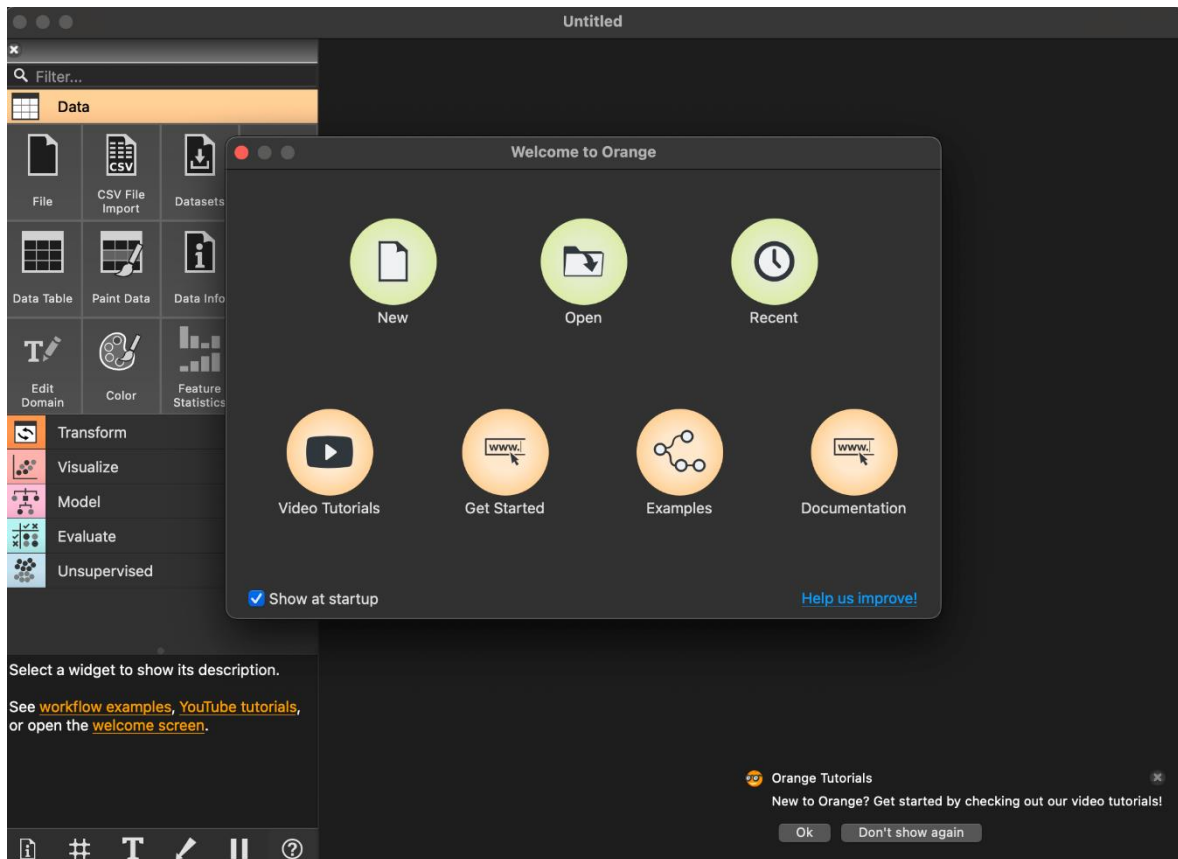 Untitled
Filter...
Data
File
CSV
CSV File
Import
Datasets
Data Table
Paint Data
Data Info
Edit
Domain
Color
Feature
Statistics
Transform
Visualize
Model
Evaluate
Unsupervised
Select a widget to show its description.
See workflow examples, YouTube tutorials,
or open the welcome screen.
Welcome to Orange
New
Open
Recent
www.
www.
Video Tutorials
Get Started
Examples
Documentation
Show at startup
Help us improve!
Orange Tutorials
New to Orange? Get started by checking out our video tutorials!
Ok
Don't show again